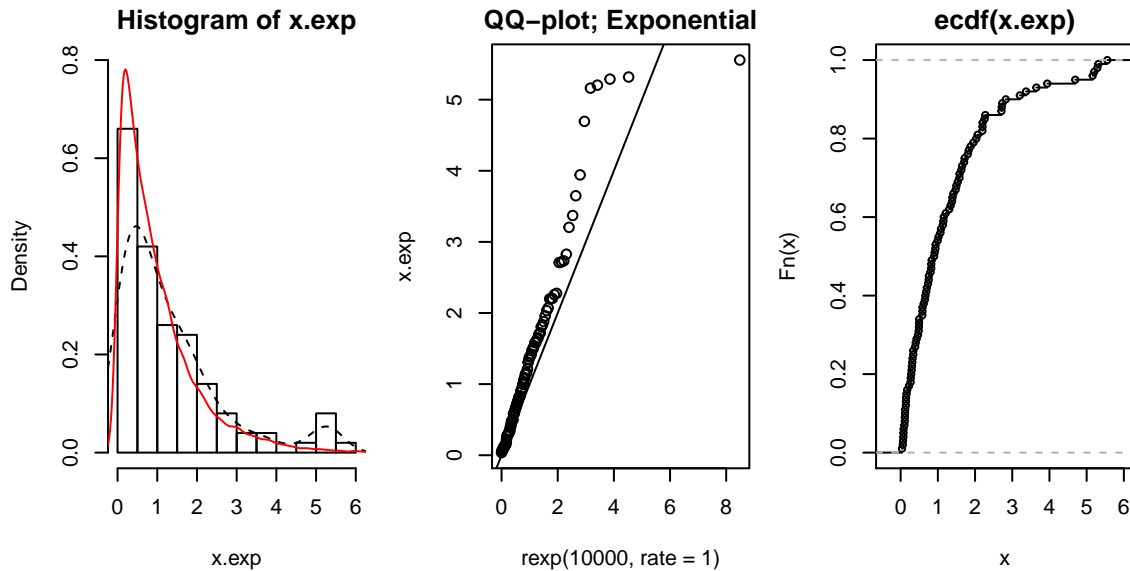 Histogram of x.exp
Density
0.0 0.2 0.4 0.6 0.8
0 1 2 3 4 5 6
x.exp
QQ−plot; Exponential
x.exp
0 1 2 3 4 5
0 2 4 6 8
rexp(10000, rate = 1)
ecdf(x.exp)
Fn(x)
0.0 0.2 0.4 0.6 0.8 1.0
0 1 2 3 4 5 6
x